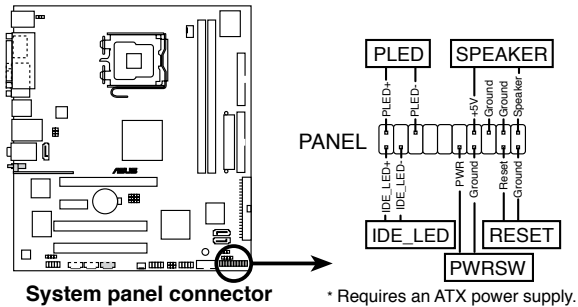 PLED SPEAKER
PLED+
PLED-
+5V
Ground
Ground
Speaker
PANEL
IDE_LED+
IDE_LED-
PWR
Ground
Reset
Ground
IDE_LED
RESET
PWRSW
ASUS
System panel connector
* Requires an ATX power supply.